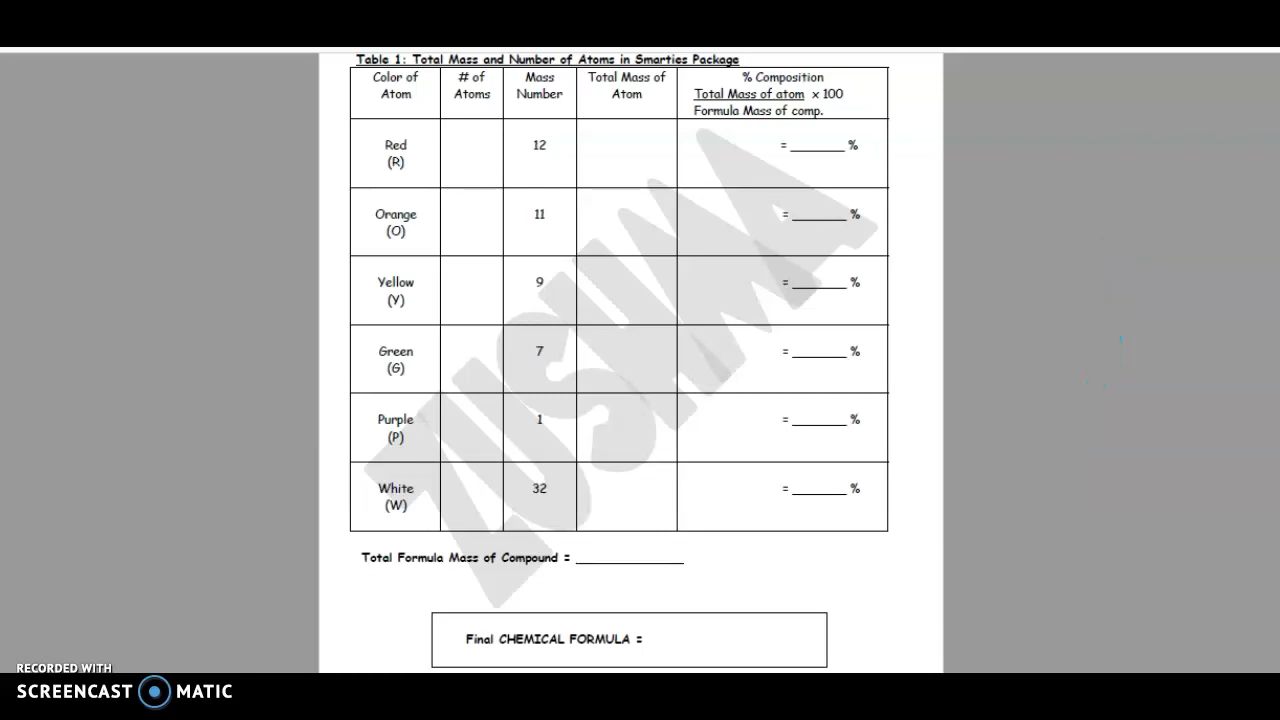 Table 1: Total Mass and Number of Atoms in Smarties Package
Color of Atom # of Atoms Mass Number Total Mass of Atom % Composition
Total Mass of atom x 100
Formula Mass of comp.
Red 12 = ________ %
(R)
Orange 11 = ________ %
(O)
Yellow 9 = ________ %
(Y)
Green 7 = ________ %
(G)
Purple 1 = ________ %
(P)
White 32 = ________ %
(W)
Total Formula Mass of Compound = ________________
Final CHEMICAL FORMULA =
ZUSHMA
RECORDED WITH
SCREENCAST MATIC